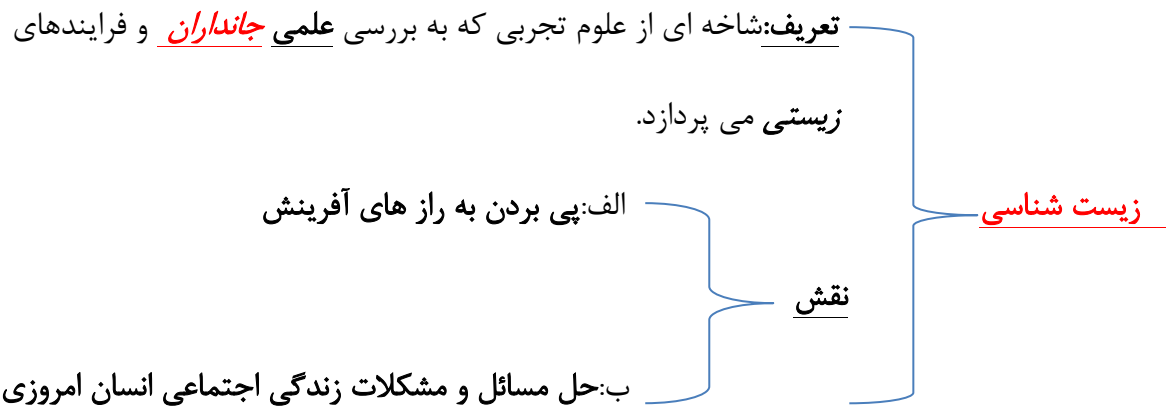 تعریف:شاخه ای از علوم تجربی که به بررسی علمی جانداران و فرایندهای
زیستی می پردازد.
زیست شناسی
الف:پی بردن به راز های آفرینش
نقش
ب:حل مسائل و مشکلات زندگی اجتماعی انسان امروزی